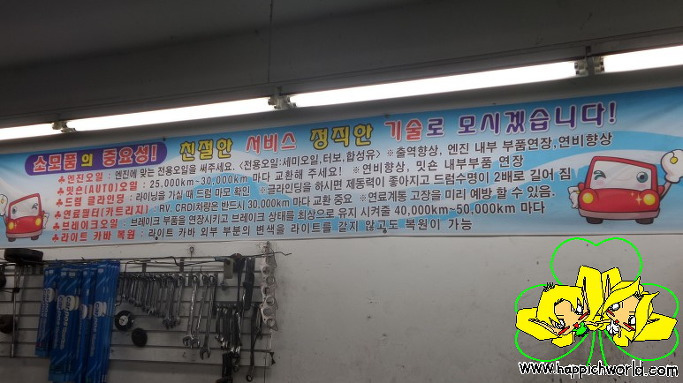 소모품의 중요성! 친절한 서비스 정직한 기술로 모시겠습니다!
♣엔진오일 : 엔진에 맞는 전용오일을 써주세요. <전용오일:세미오일,터보,합성유> ※출력향상, 엔진 내부 부품연장,연비향상
♣밋숀(AUTO)오일 : 25.000km~30,000km 마다 교환해 주세요! ※연비향상, 밋숀 내부부품 연장
♣드럼 클리닝 : 라이닝을 가실 때 드럼 마모 확인 ※클리닝을 하시면 제동력이 좋아지고 드럼수명이 2배로 길어 짐
♣연료필터(카트리지) : RV, CRDI차량은 반드시 30,000km 마다 교환 중요 ※연료계통 고장을 미리 예방 할 수 있음.
♣브레이크오일 : 브레이크 부품을 연장시키고 브레이크 상태를 최상으로 유지 시켜줌 40,000km~50,000km 마다
♣라이트 카바 복원 : 라이트 카바 외부 부분의 변색을 라이트를 갈지 않고도 복원이 가능
www.happichworld.com